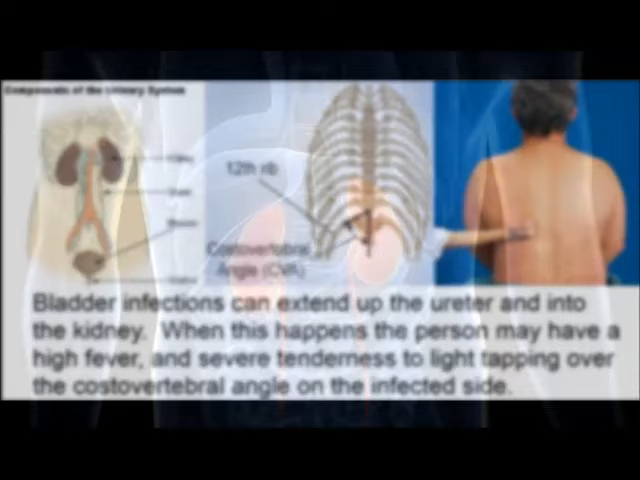 Components of the Urinary System
12th rib
Costovertebral
Angle (CVA)
Bladder infections can extend up the ureter and into
the kidney. When this happens the person may have a
high fever, and severe tenderness to light tapping over
the costovertebral angle on the infected side.